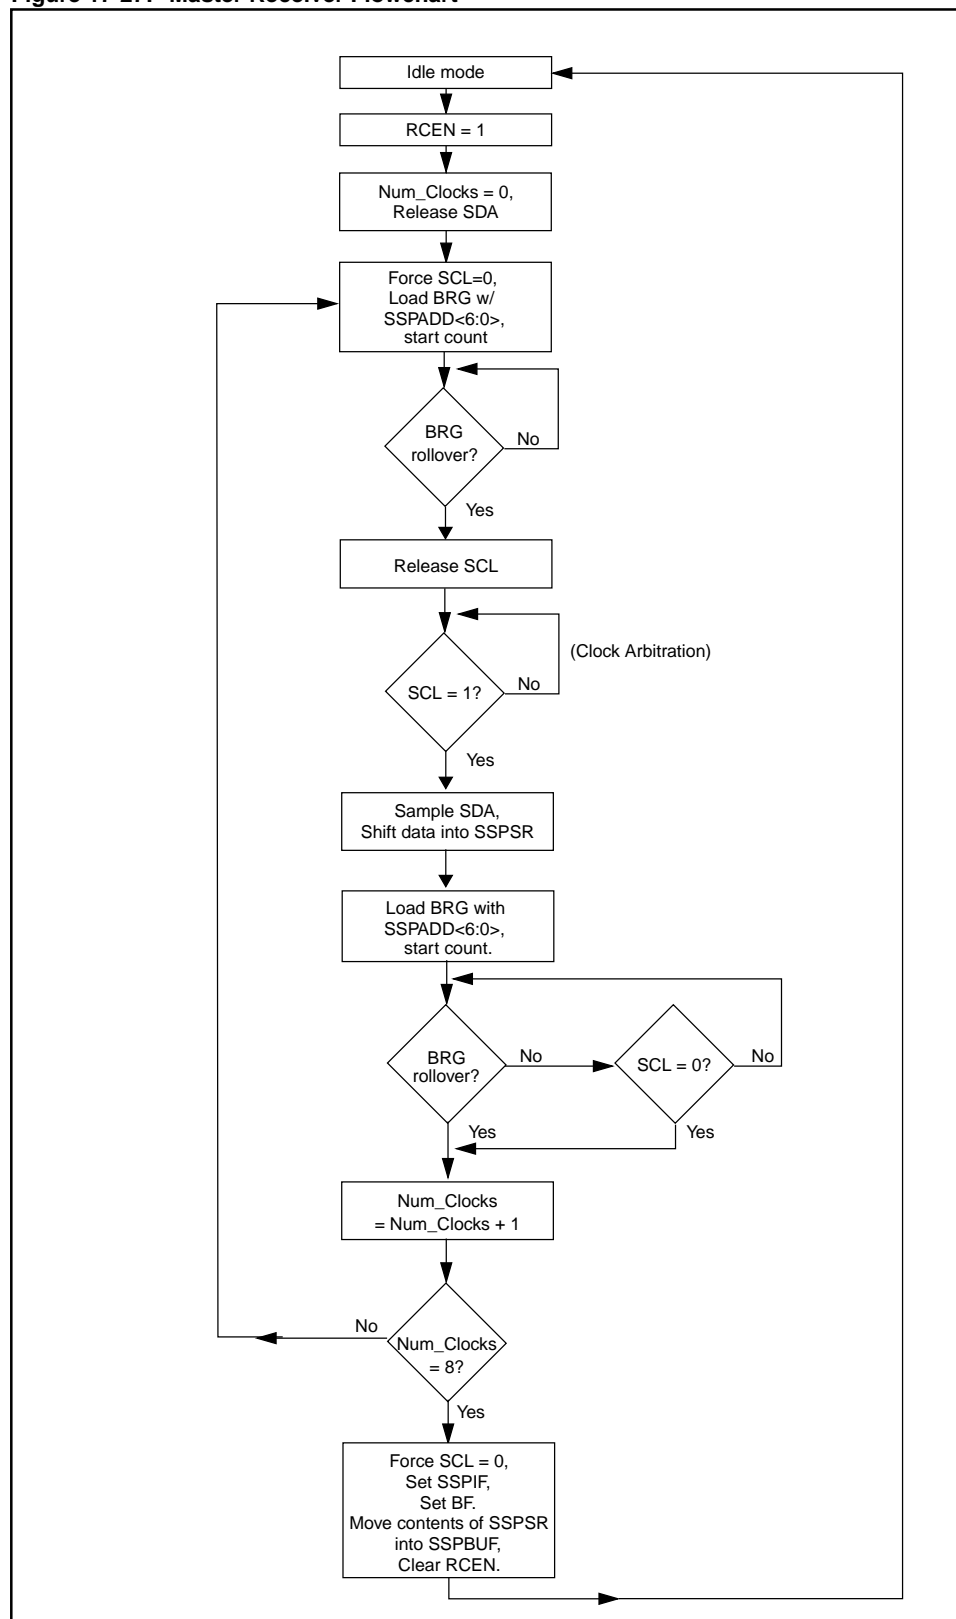 Figure Master Receiver Flowchart
Idle mode
RCEN = 1
Num_Clocks = 0,
Release SDA
Force SCL=0,
Load BRG w/
SSPADD<6:0>,
start count
BRG
rollover?
No
Yes
Release SCL
(Clock Arbitration)
SCL = 1?
No
Yes
Sample SDA,
Shift data into SSPSR
Load BRG with
SSPADD<6:0>,
start count.
BRG
rollover?
No
SCL = 0?
No
Yes
Yes
Num_Clocks
= Num_Clocks + 1
No
Num_Clocks
= 8?
Yes
Force SCL = 0,
Set SSPIF,
Set BF.
Move contents of SSPSR
into SSPBUF,
Clear RCEN.